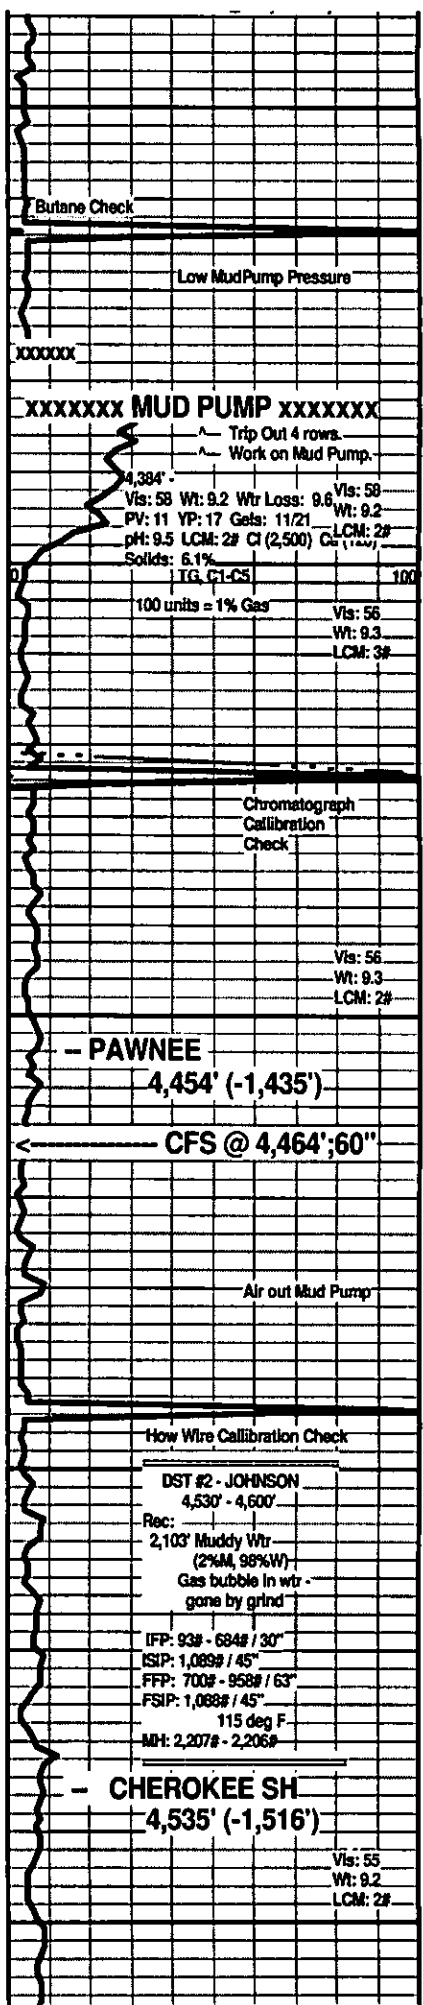 Butane Check
Low MudPump Pressure
xxxxxx
xxxxxxx MUD PUMP xxxxxxx
^— Trip Out 4 rows.
^— Work on Mud Pump.
4,384' -
Vis: 58 Wt: 9.2 Wtr Loss: 9.6
PV: 11 YP: 17 Gels: 11/21
pH: 9.5 LCM: 2# Cl (2,500)
Solids: 6.1%
Vis: 58
Wt: 9.2
LCM: 2#
0 TG, C1-C5 100
100 units = 1% Gas
Vis: 56
Wt: 9.3
LCM: 3#
Chromatograph
Callibration
Check
Vis: 56
Wt: 9.3
LCM: 2#
-- PAWNEE
4,454' (-1,435')
<------------- CFS @ 4,464';60"
Air out Mud Pump
How Wire Callibration Check
DST #2 - JOHNSON
4,530' - 4,600'
Rec:
2,103' Muddy Wtr
(2%M, 98%W)
Gas bubble in wtr -
gone by grind
IFP: 93# - 684# / 30"
ISIP: 1,089# / 45"
FFP: 700# - 958# / 63"
FSIP: 1,088# / 45"
115 deg F
MH: 2,207# - 2,206#
-- CHEROKEE SH
4,535' (-1,516')
Vis: 55
Wt: 9.2
LCM: 2#